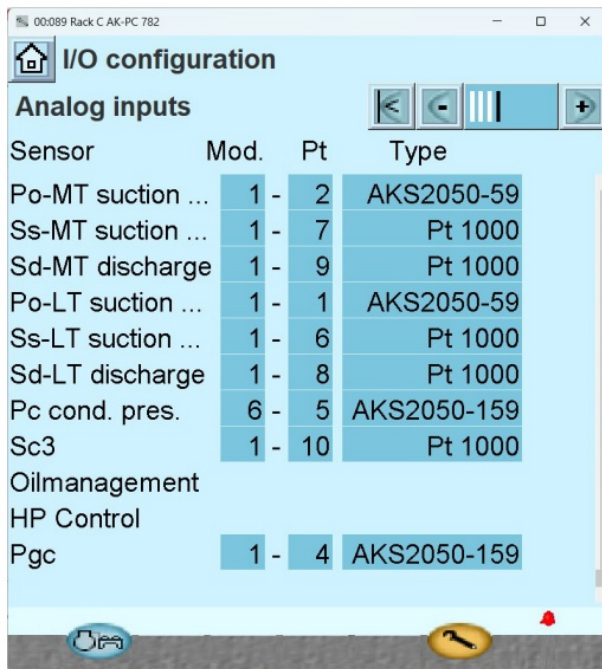 00:089 Rack C AK-PC 782
I/O configuration
Analog inputs
Sensor Mod. Pt Type
Po-MT suction ... 1 - 2 AKS2050-59
Ss-MT suction ... 1 - 7 Pt 1000
Sd-MT discharge 1 - 9 Pt 1000
Po-LT suction ... 1 - 1 AKS2050-59
Ss-LT suction ... 1 - 6 Pt 1000
Sd-LT discharge 1 - 8 Pt 1000
Pc cond. pres. 6 - 5 AKS2050-159
Sc3 1 - 10 Pt 1000
Oilmanagement
HP Control
Pgc 1 - 4 AKS2050-159